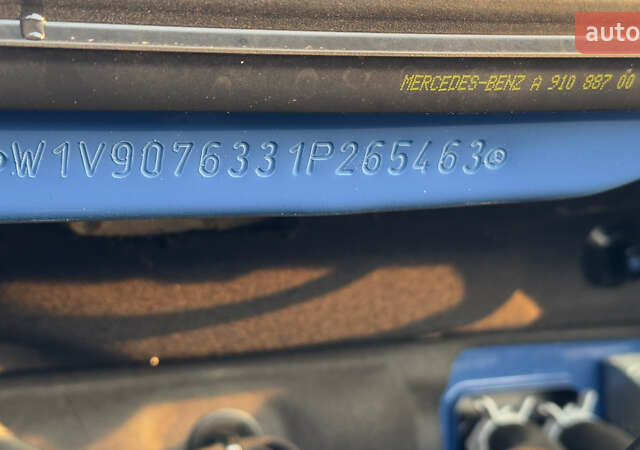 auto
MERCEDES-BENZ A 910 887 00
W1V9076331P265463